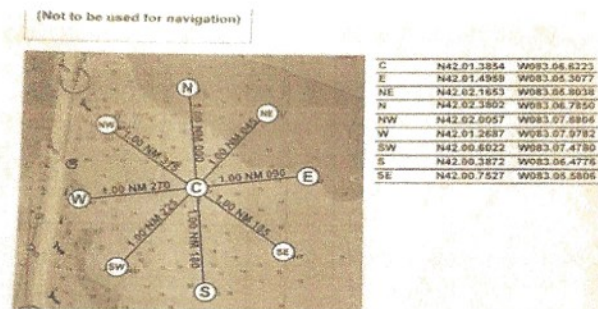 (Not to be used for navigation)
C N42.01.3854 W083.06.6223
E N42.01.4959 W083.05.3077
NE N42.02.1653 W083.05.8038
N N42.02.3802 W083.06.7850
NW N42.02.0057 W083.07.6806
W N42.01.2687 W083.07.9782
SW N42.00.6022 W083.07.4780
S N42.00.3872 W083.06.4776
SE N42.00.7527 W083.05.5806
N
NE
NW
1.00 NM 000
1.00 NM 045
1.00 NM 315
E
1.00 NM 090
C
1.00 NM 270
W
1.00 NM 225
1.00 NM 180
SW
SE
S